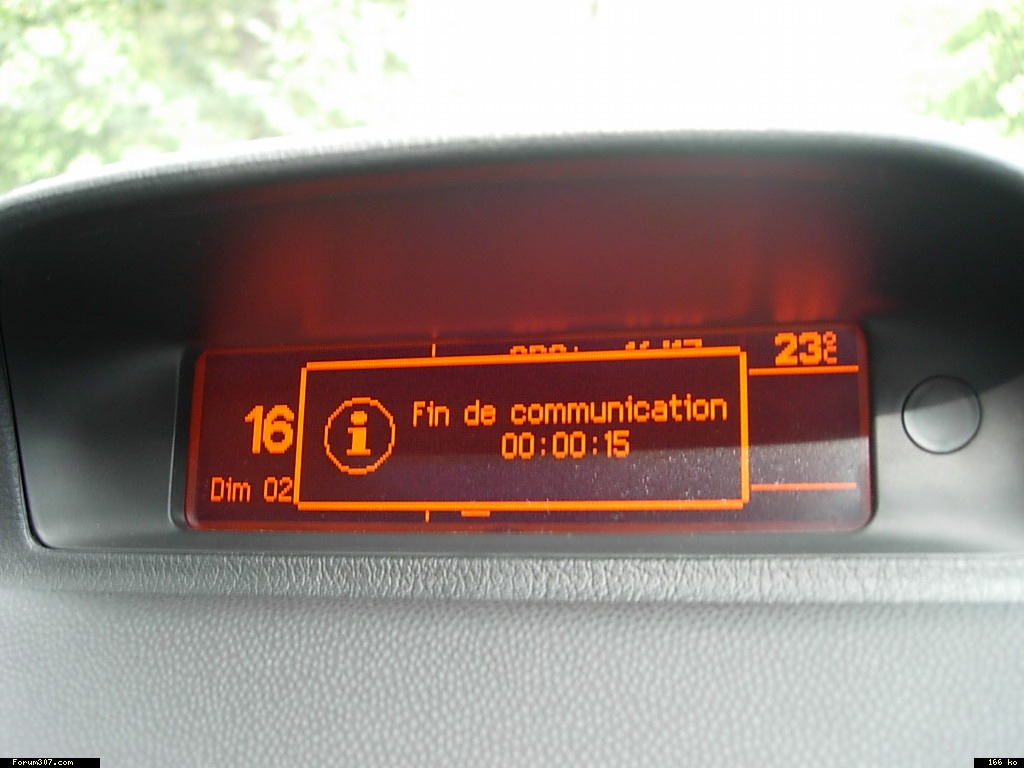 23°C
Fin de communication
16
00:00:15
Dim 02
Forum307.com
166 ko